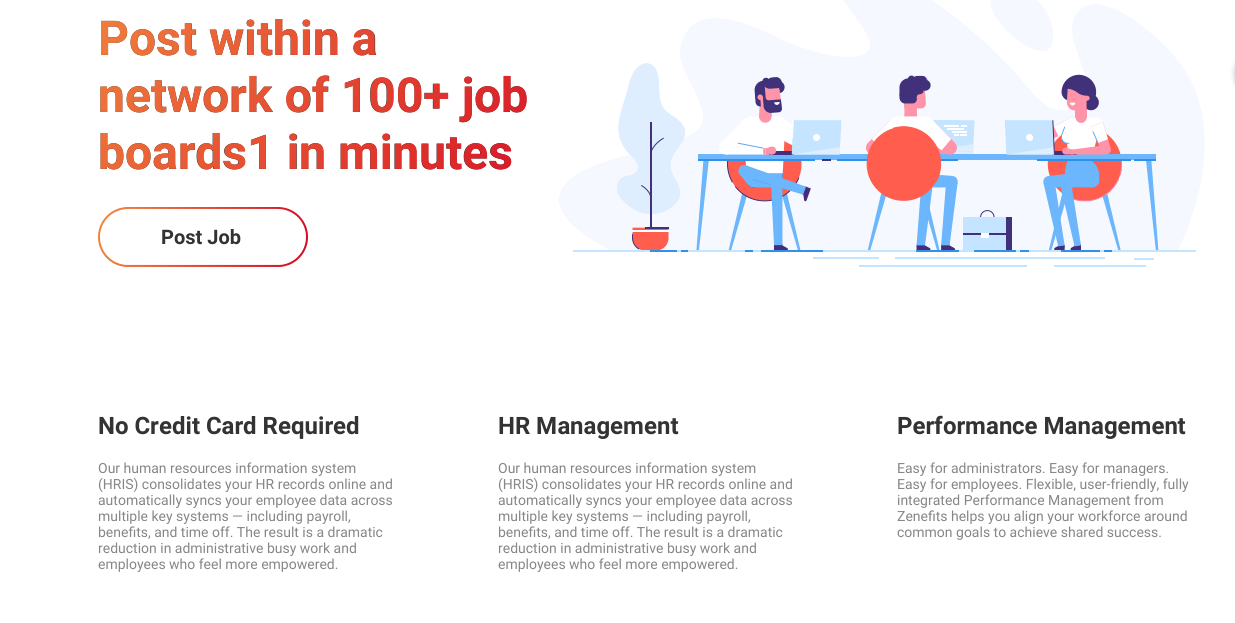 Post within a
network of 100+ job
boards1 in minutes
Post Job
No Credit Card Required
Our human resources information system
(HRIS) consolidates your HR records online and
automatically syncs your employee data across
multiple key systems — including payroll,
benefits, and time off. The result is a dramatic
reduction in administrative busy work and
employees who feel more empowered.
HR Management
Our human resources information system
(HRIS) consolidates your HR records online and
automatically syncs your employee data across
multiple key systems — including payroll,
benefits, and time off. The result is a dramatic
reduction in administrative busy work and
employees who feel more empowered.
Performance Management
Easy for administrators. Easy for managers.
Easy for employees. Flexible, user-friendly, fully
integrated Performance Management from
Zenefits helps you align your workforce around
common goals to achieve shared success.